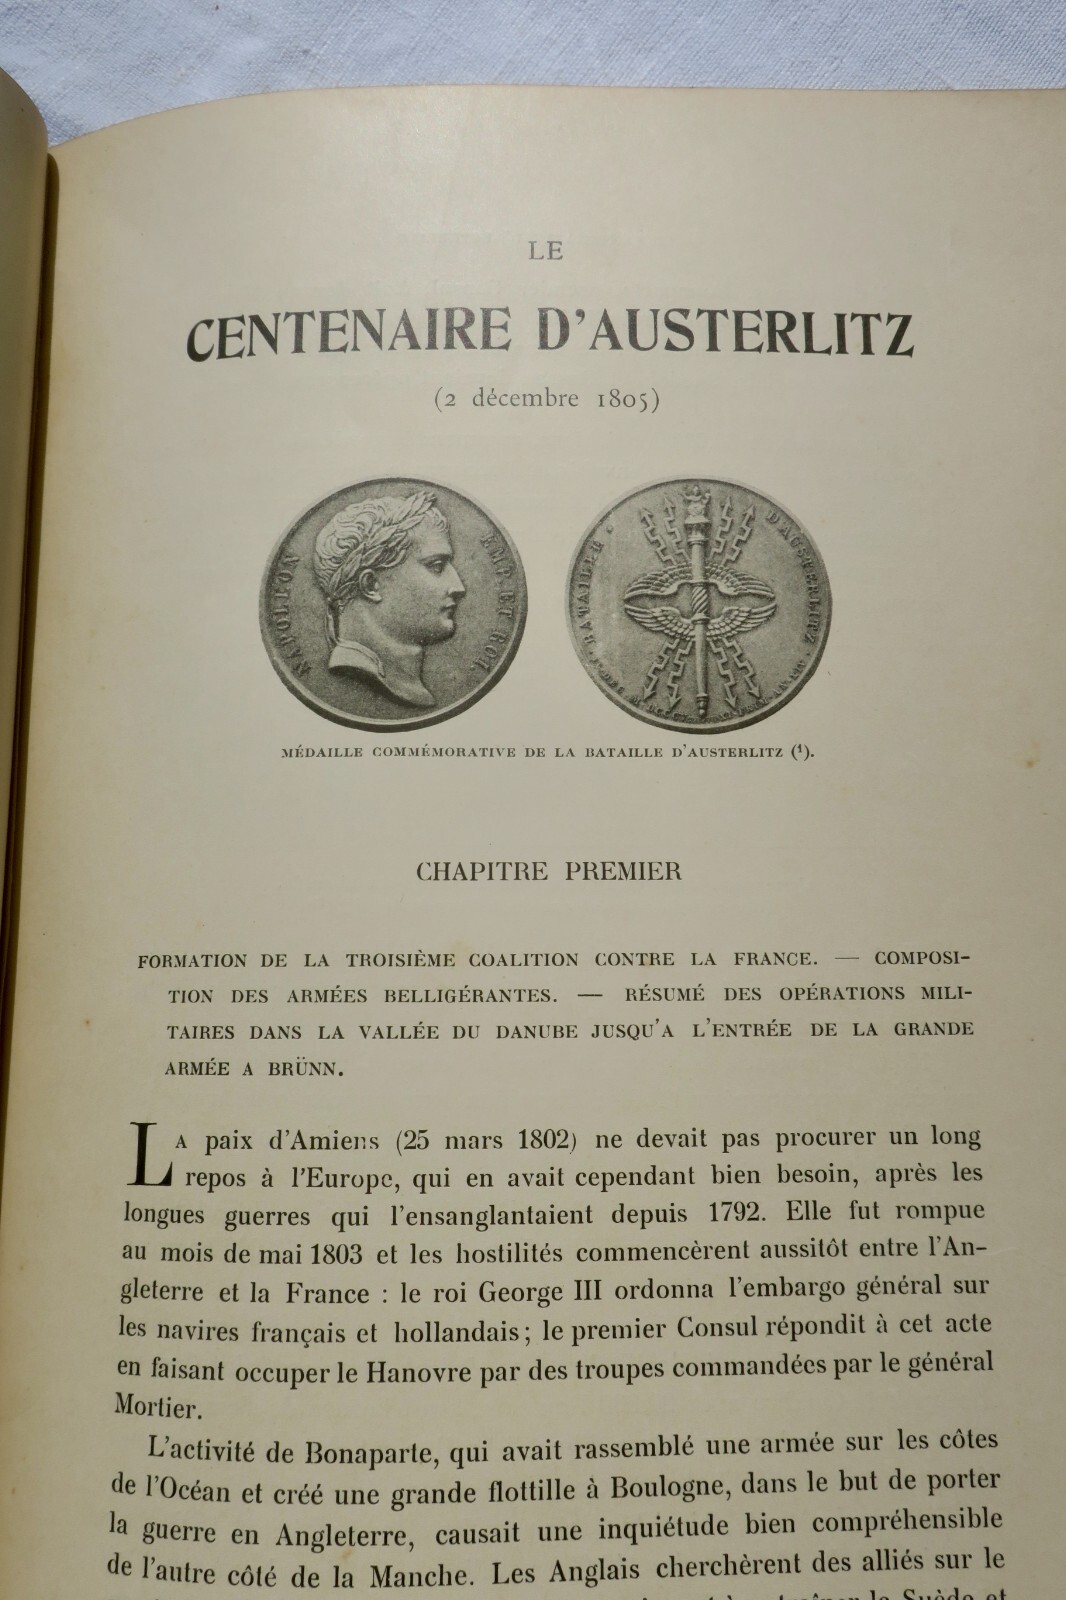 LE
CENTENAIRE D'AUSTERLITZ
(2 décembre 1805)
NAPOLEON
EMP. ET ROI.
BATAILLE
D'AUSTERLITZ.
MÉDAILLE COMMÉMORATIVE DE LA BATAILLE D'AUSTERLITZ (1).
CHAPITRE PREMIER
FORMATION DE LA TROISIÈME COALITION CONTRE LA FRANCE. — COMPOSI-
TION DES ARMÉES BELLIGÉRANTES. — RÉSUMÉ DES OPÉRATIONS MILI-
TAIRES DANS LA VALLÉE DU DANUBE JUSQU'A L'ENTRÉE DE LA GRANDE
ARMÉE A BRÜNN.
LA paix d'Amiens (25 mars 1802) ne devait pas procurer un long
repos à l'Europe, qui en avait cependant bien besoin, après les
longues guerres qui l'ensanglantaient depuis 1792. Elle fut rompue
au mois de mai 1803 et les hostilités commencèrent aussitôt entre l'An-
gleterre et la France : le roi George III ordonna l'embargo général sur
les navires français et hollandais; le premier Consul répondit à cet acte
en faisant occuper le Hanovre par des troupes commandées par le général
Mortier.
L'activité de Bonaparte, qui avait rassemblé une armée sur les côtes
de l'Océan et créé une grande flottille à Boulogne, dans le but de porter
la guerre en Angleterre, causait une inquiétude bien compréhensible
de l'autre côté de la Manche. Les Anglais cherchèrent des alliés sur le
la Suède et